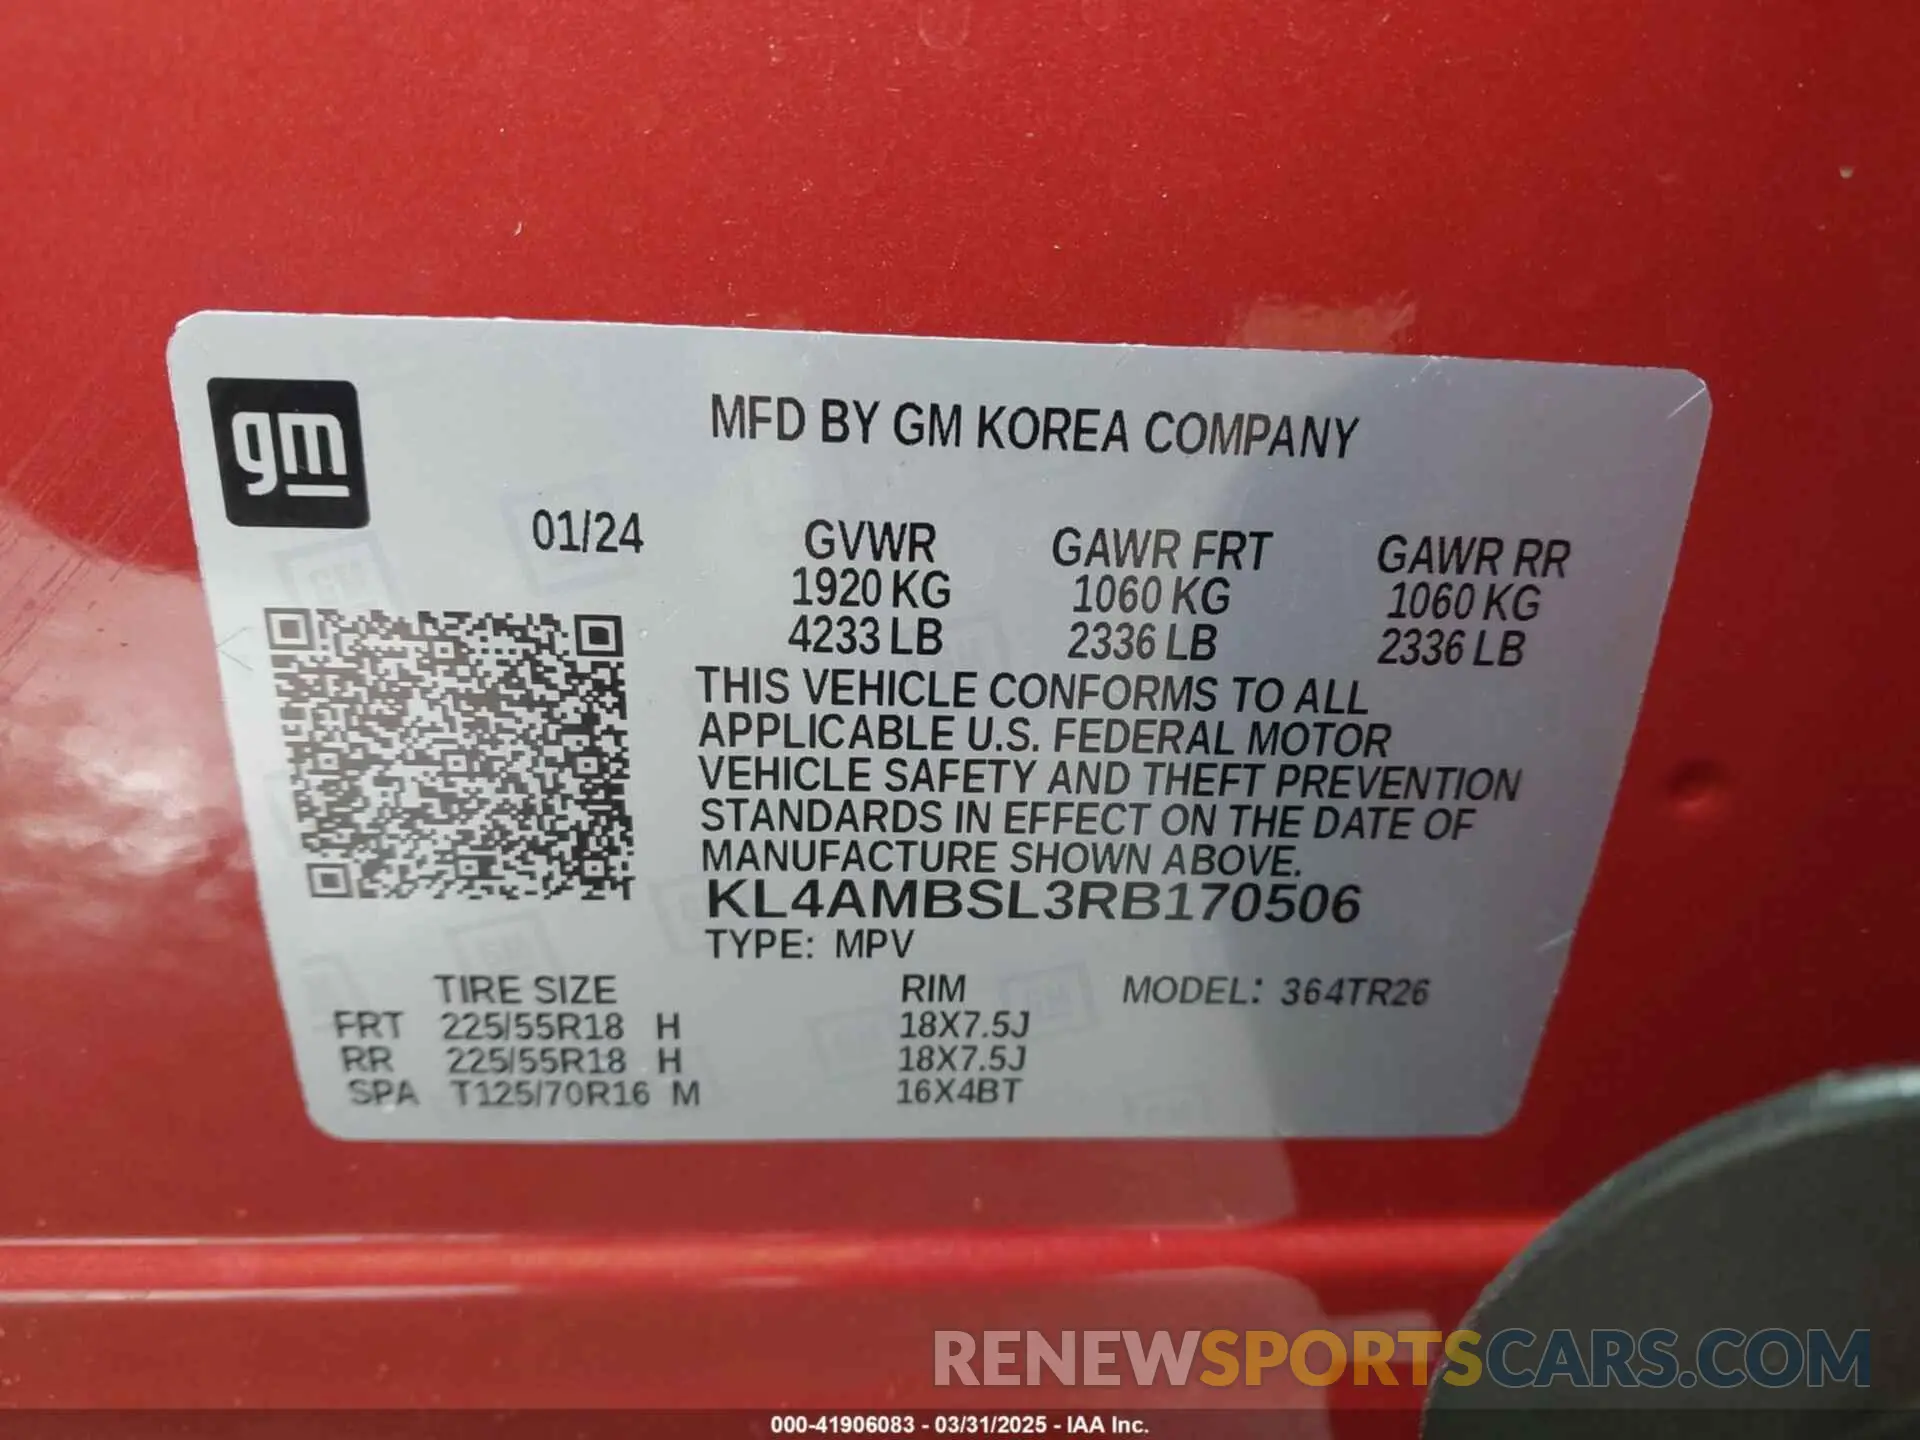 gm
MFD BY GM KOREA COMPANY
01/24
GVWR GAWR FRT GAWR RR
1920 KG 1060 KG 1060 KG
4233 LB 2336 LB 2336 LB
THIS VEHICLE CONFORMS TO ALL
APPLICABLE U.S. FEDERAL MOTOR
VEHICLE SAFETY AND THEFT PREVENTION
STANDARDS IN EFFECT ON THE DATE OF
MANUFACTURE SHOWN ABOVE.
KL4AMBSL3RB170506
TYPE: MPV
TIRE SIZE RIM MODEL: 364TR26
FRT 225/55R18 H 18X7.5J
RR 225/55R18 H 18X7.5J
SPA T125/70R16 M 16X4BT
RENEWSPORTSCARS.COM
000-41906083 - 03/31/2025 - IAA Inc.